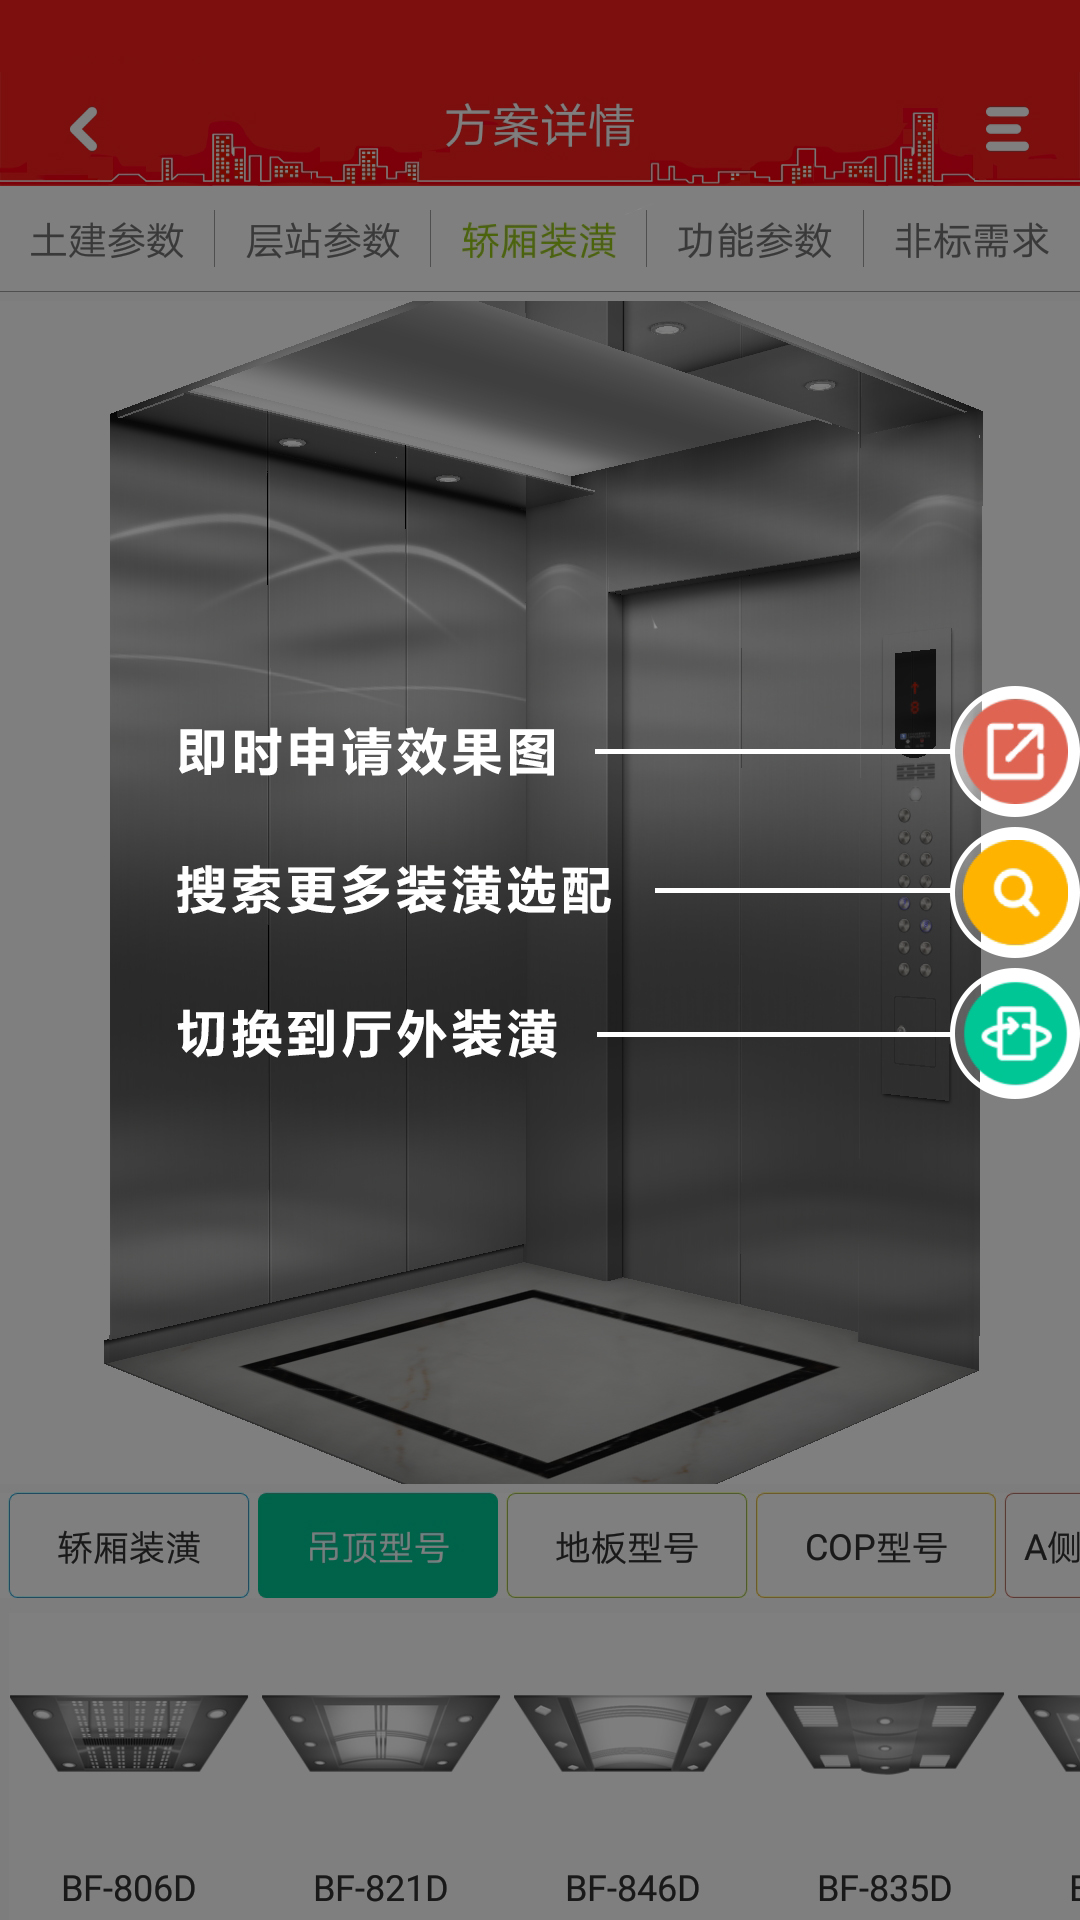 方案详情
土建参数
层站参数
轿厢装潢
功能参数
非标需求
即时申请效果图
搜索更多装潢选配
切换到厅外装潢
轿厢装潢
吊顶型号
地板型号
COP型号
A侧
BF-806D
BF-821D
BF-846D
BF-835D